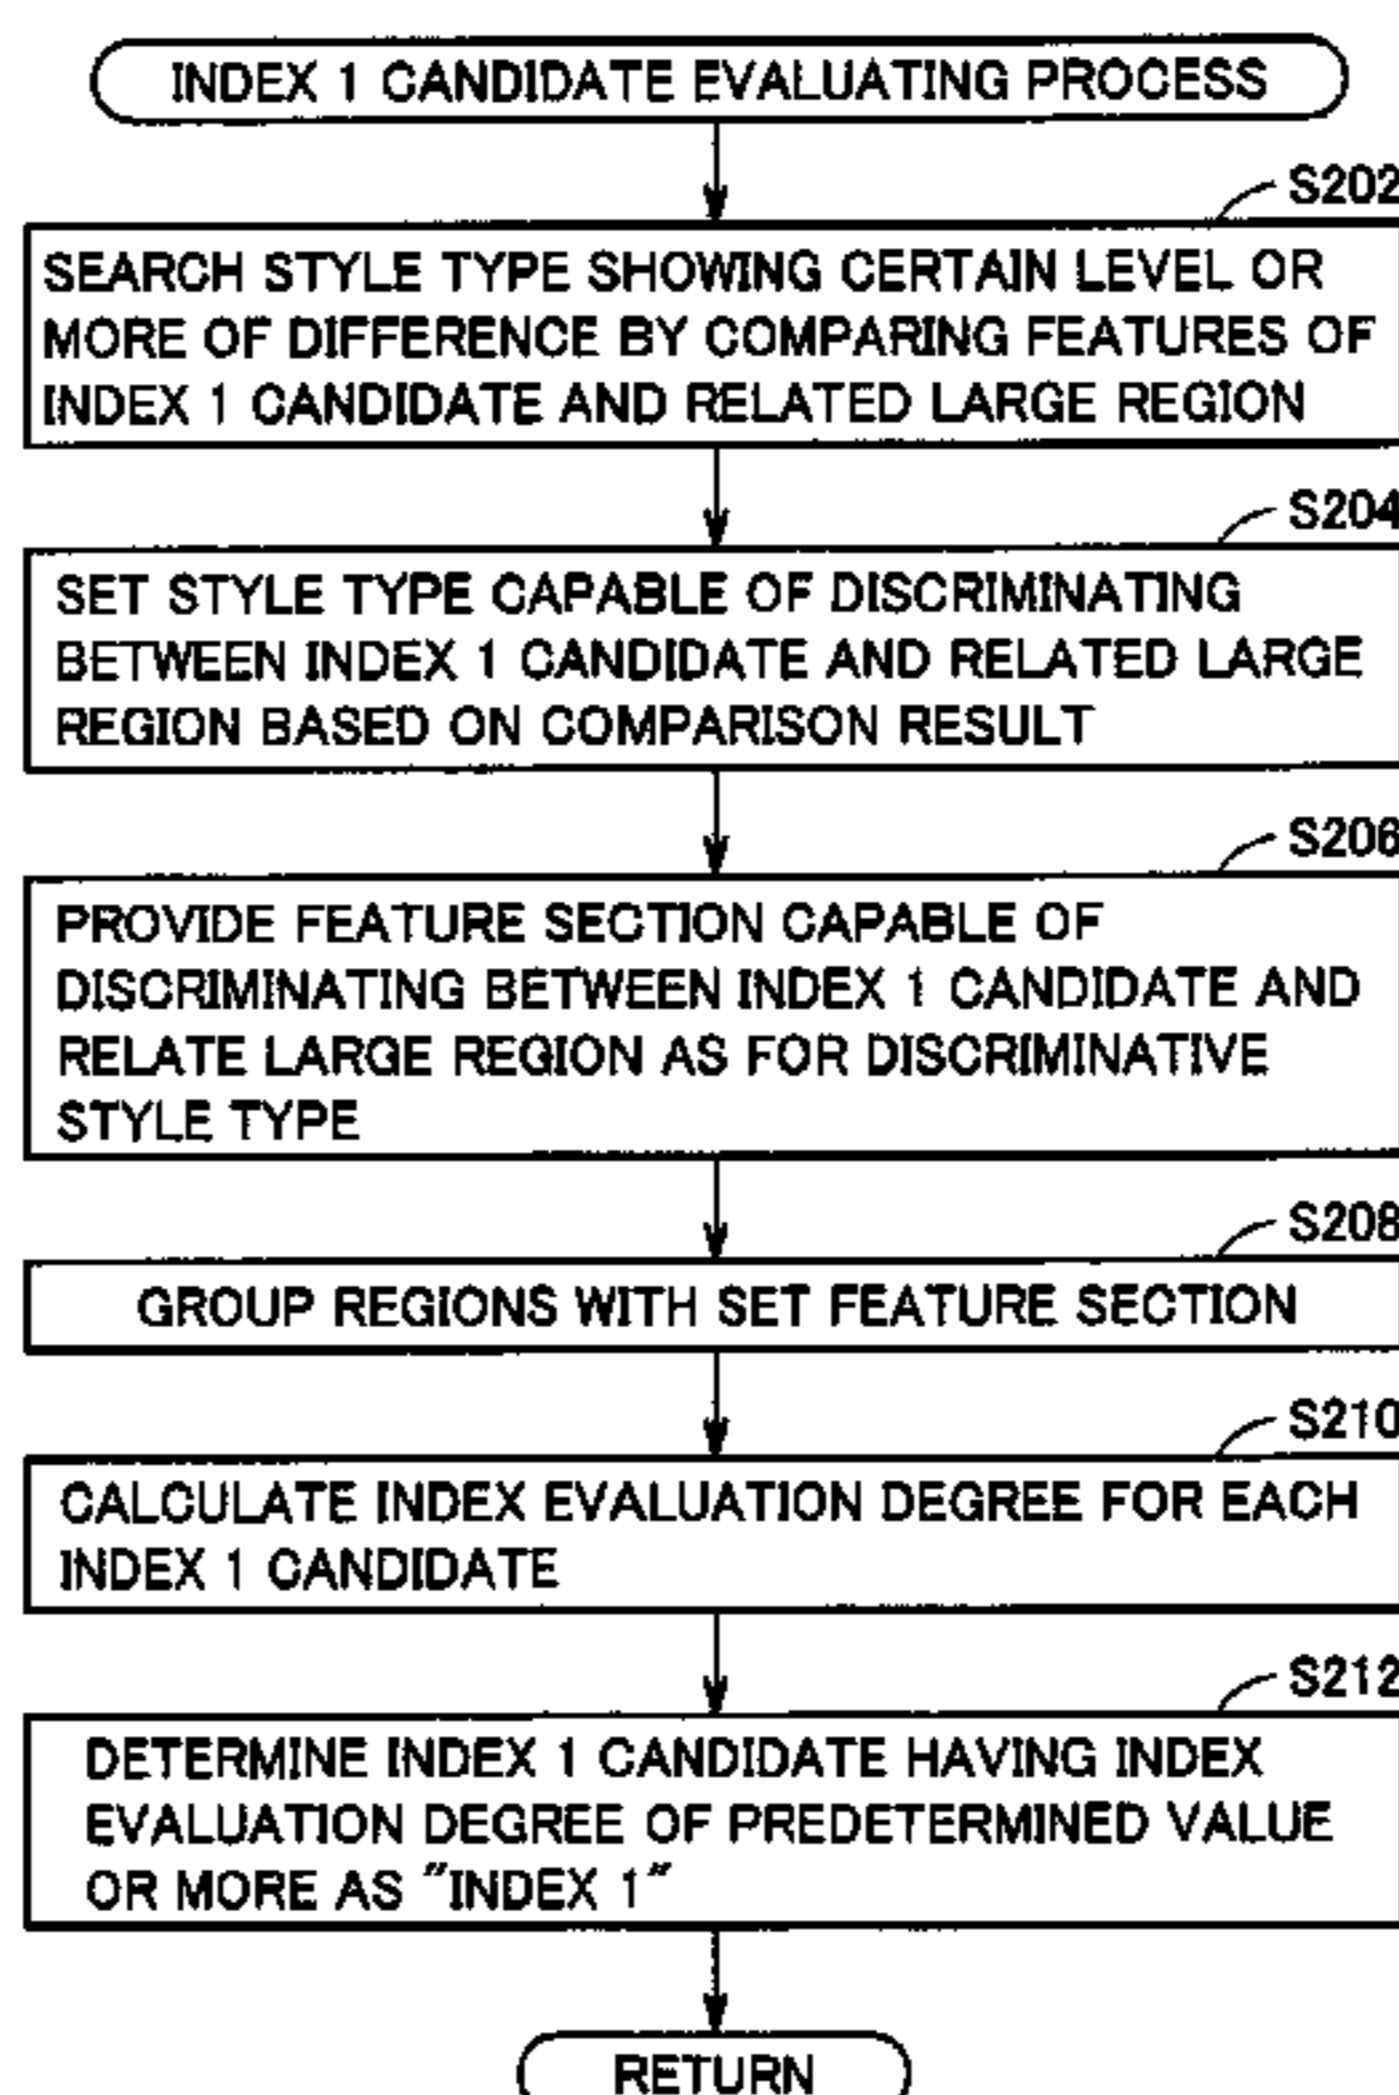 INDEX 1 CANDIDATE EVALUATING PROCESS
S202
SEARCH STYLE TYPE SHOWING CERTAIN LEVEL OR
MORE OF DIFFERENCE BY COMPARING FEATURES OF
INDEX 1 CANDIDATE AND RELATED LARGE REGION
S204
SET STYLE TYPE CAPABLE OF DISCRIMINATING
BETWEEN INDEX 1 CANDIDATE AND RELATED LARGE
REGION BASED ON COMPARISON RESULT
S206
PROVIDE FEATURE SECTION CAPABLE OF
DISCRIMINATING BETWEEN INDEX 1 CANDIDATE AND
RELATE LARGE REGION AS FOR DISCRIMINATIVE
STYLE TYPE
S208
GROUP REGIONS WITH SET FEATURE SECTION
S210
CALCULATE INDEX EVALUATION DEGREE FOR EACH
INDEX 1 CANDIDATE
S212
DETERMINE INDEX 1 CANDIDATE HAVING INDEX
EVALUATION DEGREE OF PREDETERMINED VALUE
OR MORE AS "INDEX 1"
RETURN